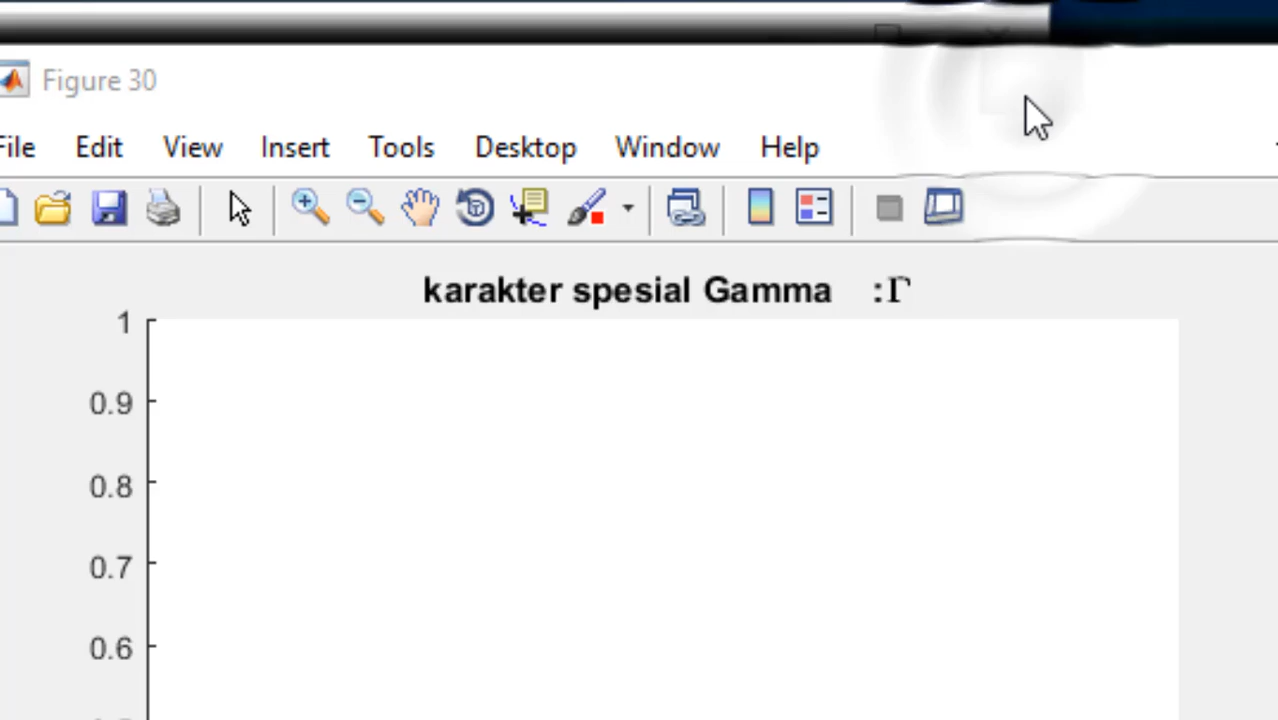 Figure 30
File Edit View Insert Tools Desktop Window Help
karakter spesial Gamma :Γ
1
0.9
0.8
0.7
0.6